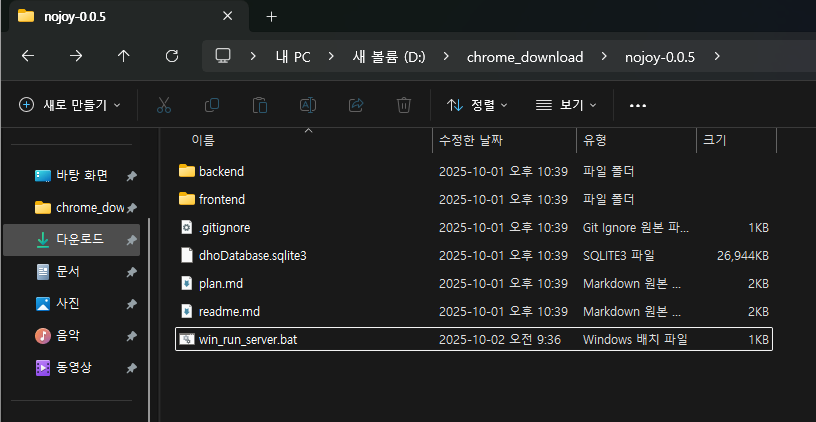 nojoy-0.0.5
내 PC > 새 볼륨 (D:) > chrome_download > nojoy-0.0.5 >
새로 만들기 정렬 보기 •••
이름 수정한 날짜 유형 크기
바탕 화면
chrome_dow
다운로드
문서
사진
음악
동영상
backend 2025-10-01 오후 10:39 파일 폴더
frontend 2025-10-01 오후 10:39 파일 폴더
.gitignore 2025-10-01 오후 10:39 Git Ignore 원본 파... 1KB
dhoDatabase.sqlite3 2025-10-01 오후 10:39 SQLITE3 파일 26,944KB
plan.md 2025-10-01 오후 10:39 Markdown 원본 ... 2KB
readme.md 2025-10-01 오후 10:39 Markdown 원본 ... 2KB
win_run_server.bat 2025-10-02 오전 9:36 Windows 배치 파일 1KB